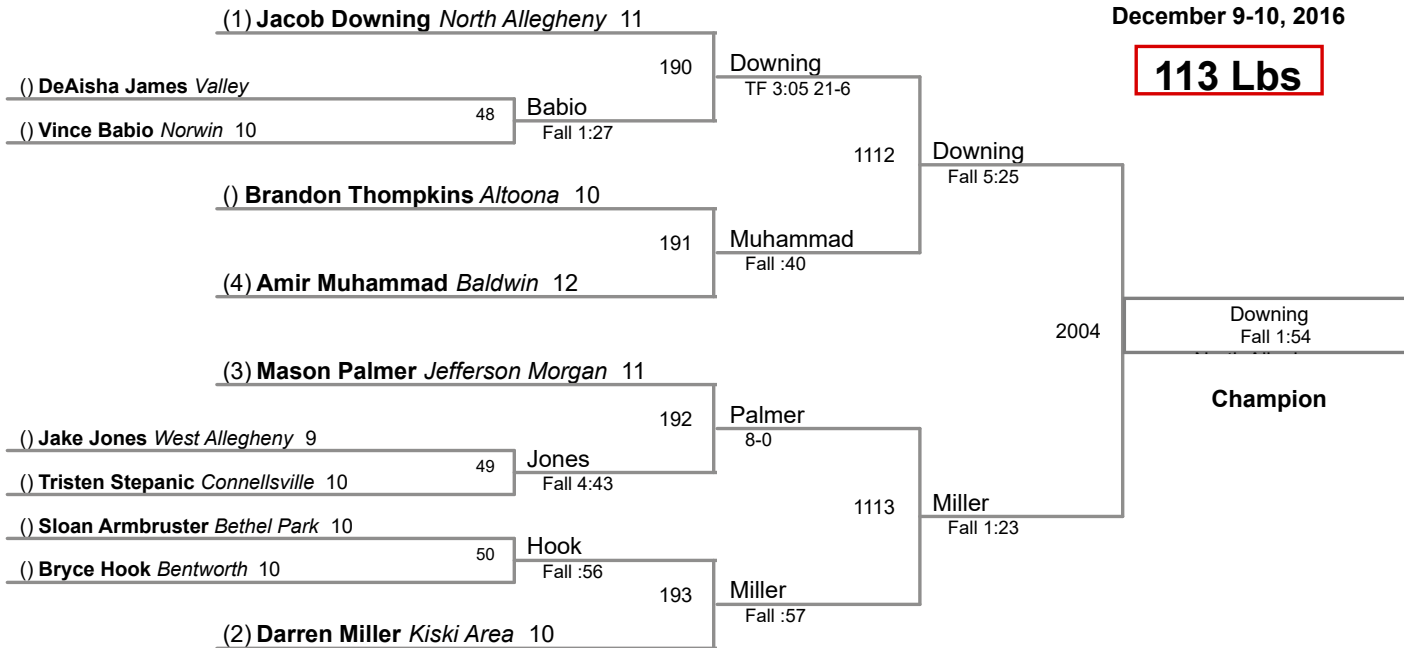 (1) Jacob Downing North Allegheny 11
December 9-10, 2016
113 Lbs
190
Downing
TF 3:05 21-6
() DeAisha James Valley
48
Babio
Fall 1:27
() Vince Babio Norwin 10
1112
Downing
Fall 5:25
() Brandon Thompkins Altoona 10
191
Muhammad
Fall :40
(4) Amir Muhammad Baldwin 12
2004
Downing
Fall 1:54
Champion
(3) Mason Palmer Jefferson Morgan 11
192
Palmer
8-0
() Jake Jones West Allegheny 9
49
Jones
Fall 4:43
() Tristen Stepanic Connellsville 10
1113
Miller
Fall 1:23
() Sloan Armbruster Bethel Park 10
50
Hook
Fall :56
() Bryce Hook Bentworth 10
193
Miller
Fall :57
(2) Darren Miller Kiski Area 10